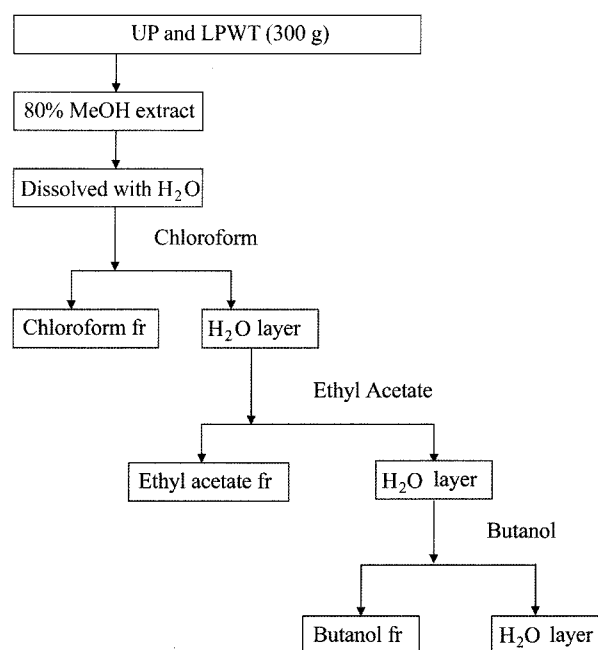 UP and LPWT (300 g)
80% MeOH extract
Dissolved with H₂O
Chloroform
Chloroform fr
H₂O layer
Ethyl Acetate
Ethyl acetate fr
H₂O layer
Butanol
Butanol fr
H₂O layer